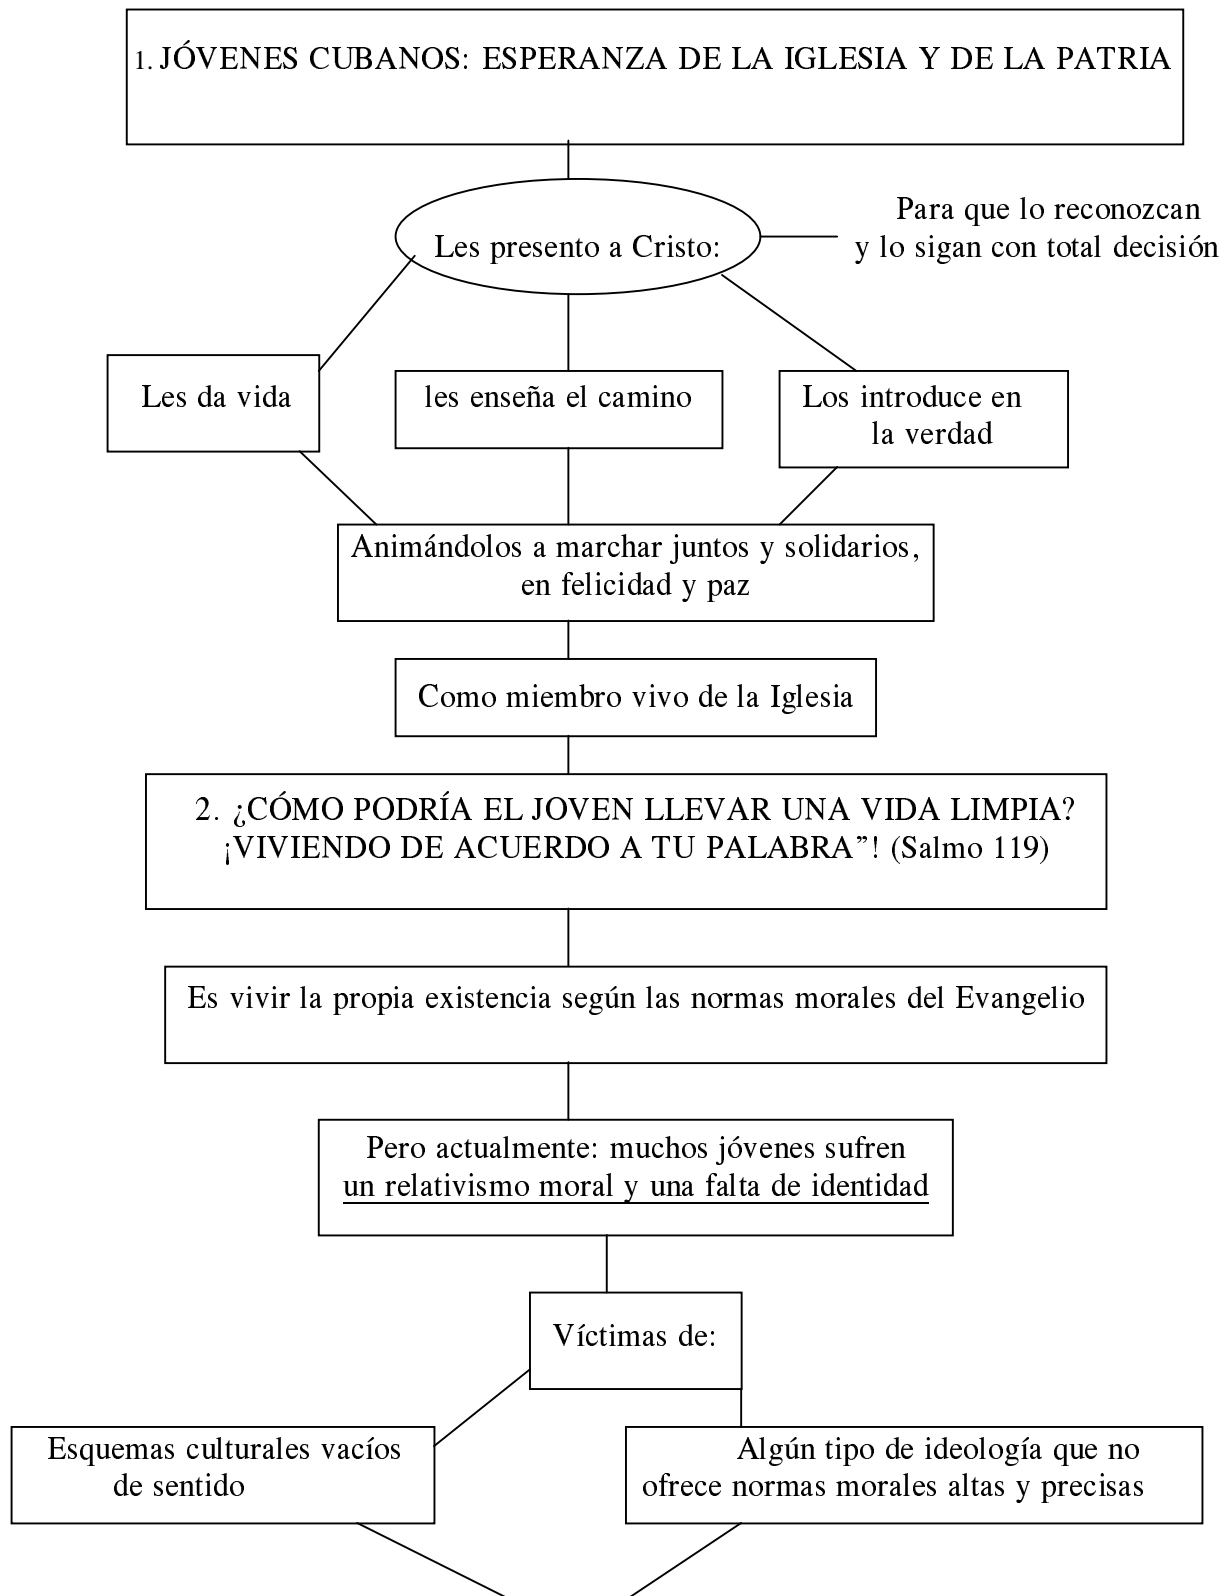 1. JÓVENES CUBANOS: ESPERANZA DE LA IGLESIA Y DE LA PATRIA
Para que lo reconozcan
y lo sigan con total decisión
Les presento a Cristo:
Les da vida
les enseña el camino
Los introduce en
la verdad
Animándolos a marchar juntos y solidarios,
en felicidad y paz
Como miembro vivo de la Iglesia
2. ¿CÓMO PODRÍA EL JOVEN LLEVAR UNA VIDA LIMPIA?
¡VIVIENDO DE ACUERDO A TU PALABRA”! (Salmo 119)
Es vivir la propia existencia según las normas morales del Evangelio
Pero actualmente: muchos jóvenes sufren
un relativismo moral y una falta de identidad
Víctimas de:
Esquemas culturales vacíos
de sentido
Algún tipo de ideología que no
ofrece normas morales altas y precisas